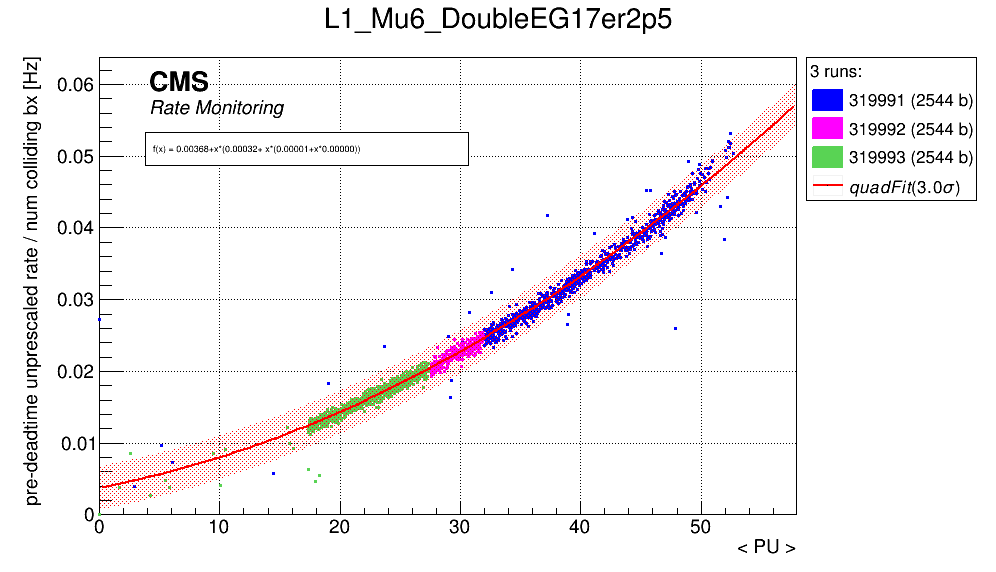 L1_Mu6_DoubleEG17er2p5
pre-deadtime unprescaled rate / num colliding bx [Hz]
0.06
0.05
0.04
0.03
0.02
0.01
0
CMS
Rate Monitoring
f(x) = 0.00368+x*(0.00032+ x*(0.00001+x*0.00000))
0 10 20 30 40 50
< PU >
3 runs:
319991 (2544 b)
319992 (2544 b)
319993 (2544 b)
quadFit(3.0σ)